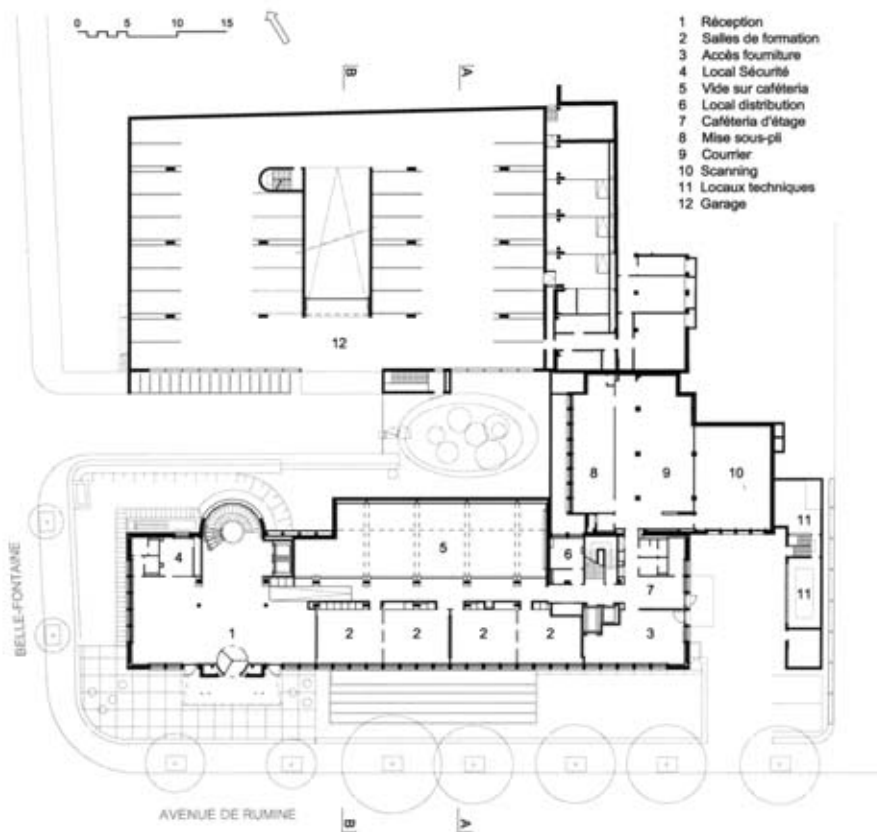 0 5 10 15
1 Réception
2 Salles de formation
3 Accès fourniture
4 Local Sécurité
5 Vide sur caféteria
6 Local distribution
7 Caféteria d'étage
8 Mise sous-pli
9 Courrier
10 Scanning
11 Locaux techniques
12 Garage
B A
12
8 9 10
11
4 5 6
7 11
1 2 2 2 2 3
BELLE-FONTAINE
AVENUE DE RUMINE
B A